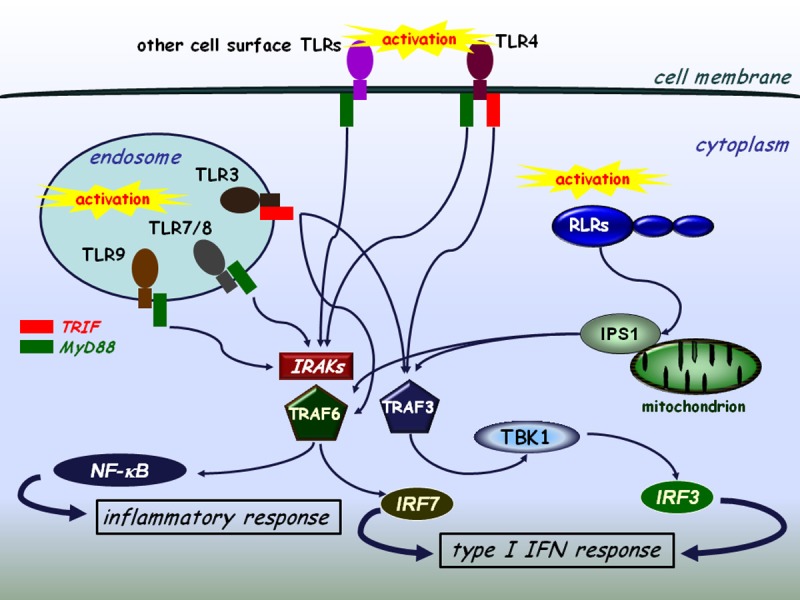 other cell surface TLRs
activation
TLR4
cell membrane
endosome
cytoplasm
TLR3
activation
activation
TLR7/8
RLRs
TLR9
TRIF
MyD88
IPS1
IRAKs
mitochondrion
TRAF6
TRAF3
TBK1
NF-κB
IRF7
IRF3
inflammatory response
type I IFN response